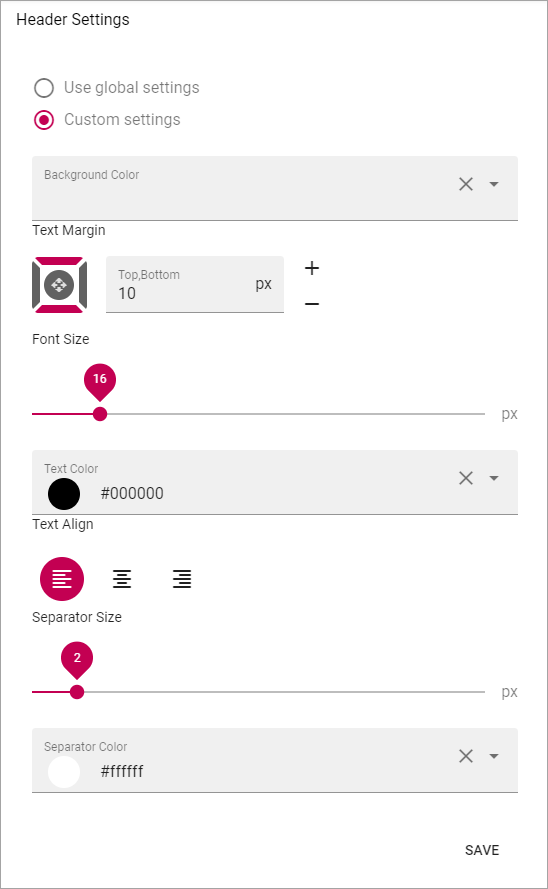 Header Settings
Use global settings
Custom settings
Background Color
Text Margin
Top,Bottom
10 px
Font Size
16
px
Text Color
#000000
Text Align
Separator Size
2
px
Separator Color
#ffffff
SAVE